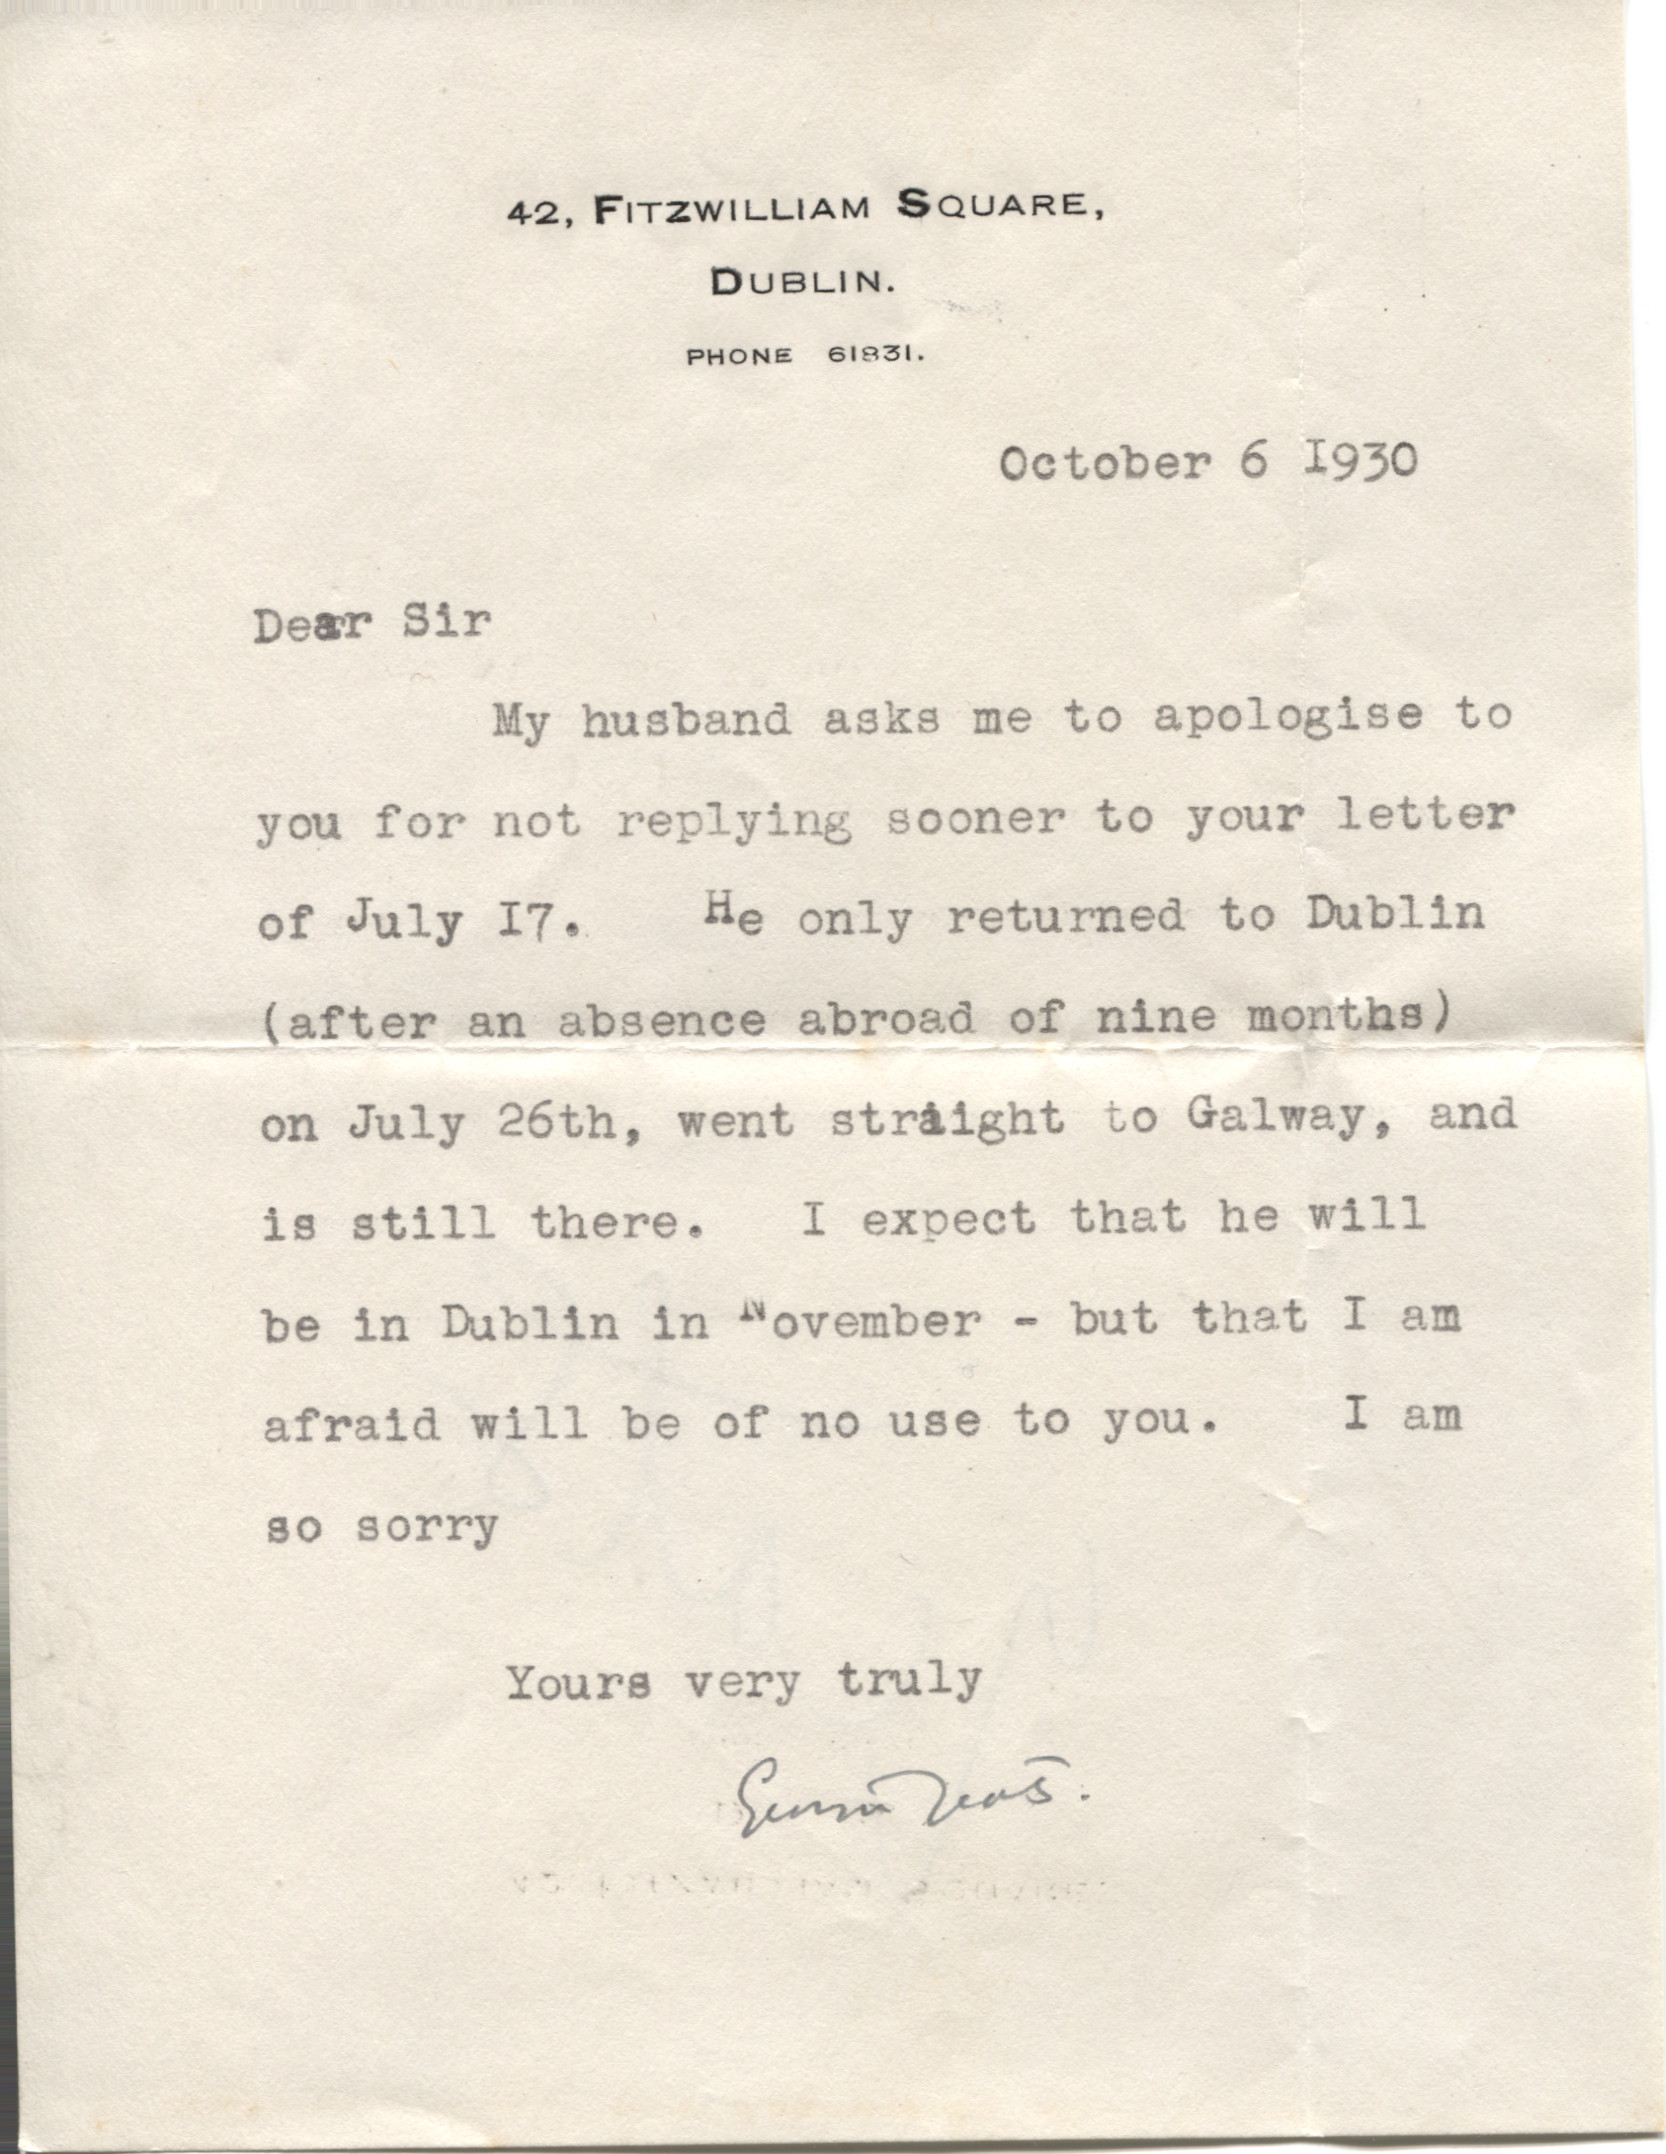 42, FITZWILLIAM SQUARE,
DUBLIN.
PHONE 61831.
October 6 I930
Dear Sir
My husband asks me to apologise to
you for not replying sooner to your letter
of July I7. He only returned to Dublin
(after an absence abroad of nine months)
on July 26th, went straight to Galway, and
is still there. I expect that he will
be in Dublin in November - but that I am
afraid will be of no use to you. I am
so sorry
Yours very truly
George Yeats.